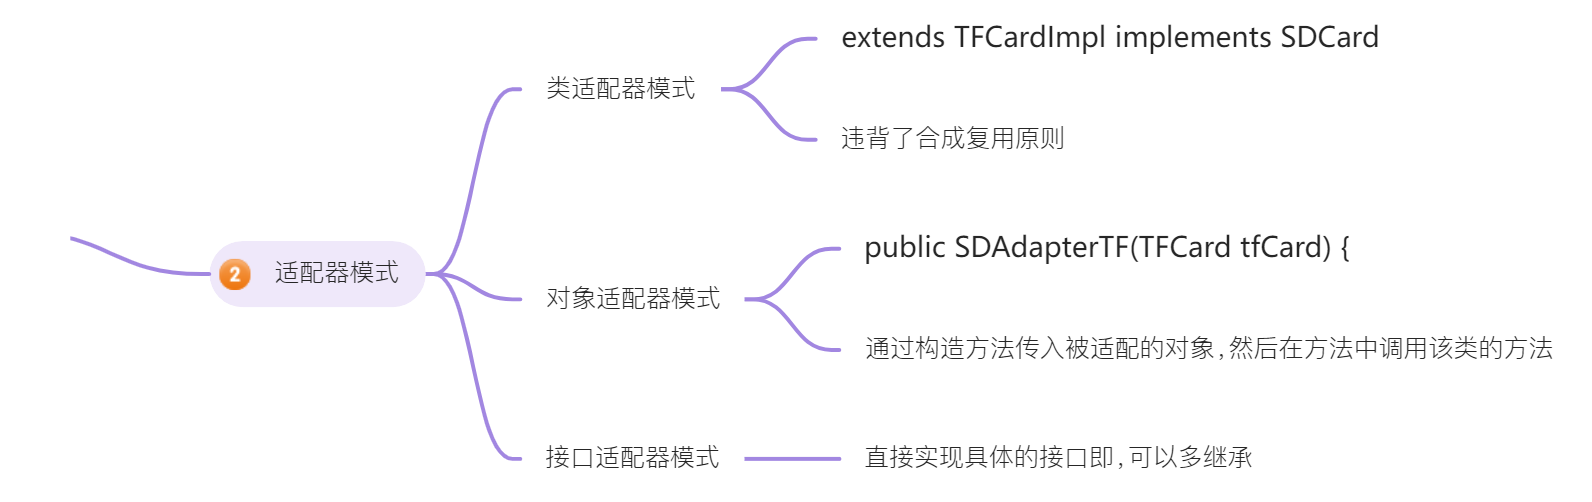 extends TFCardImpl implements SDCard
类适配器模式
违背了合成复用原则
2 适配器模式
public SDAdapterTF(TFCard tfCard) {
对象适配器模式
通过构造方法传入被适配的对象,然后在方法中调用该类的方法
接口适配器模式
直接实现具体的接口即,可以多继承